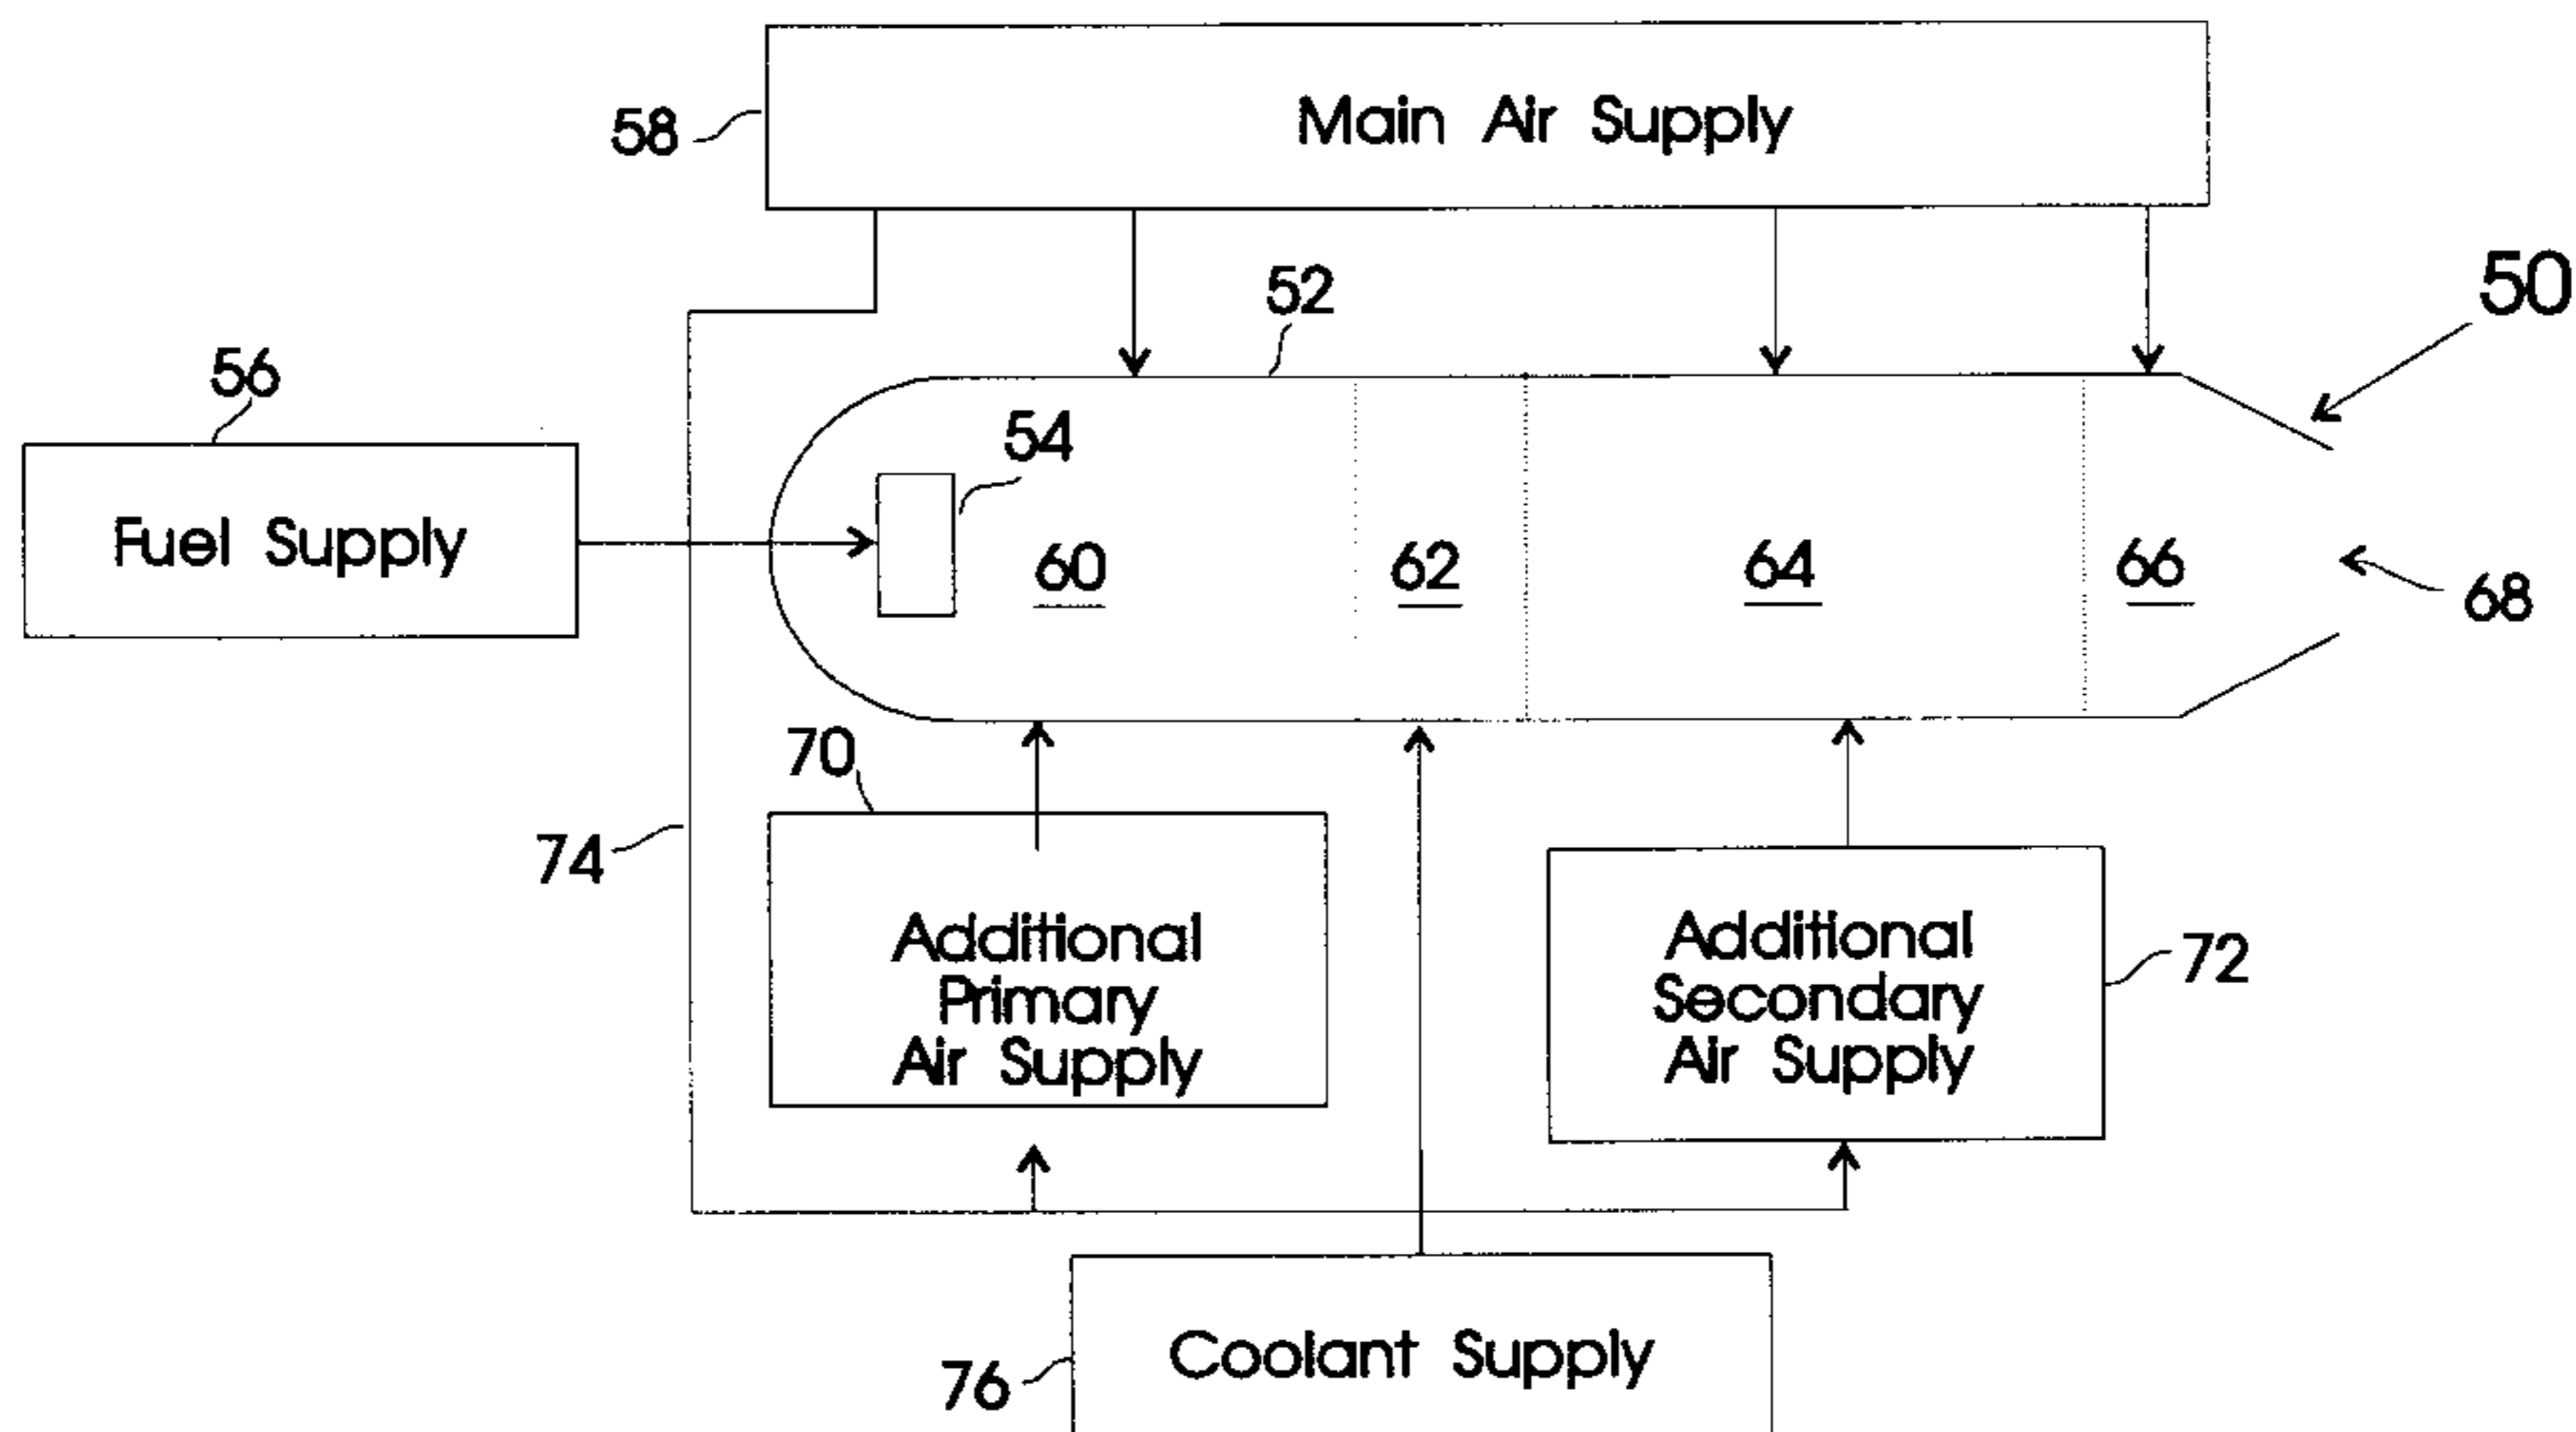 58
Main Air Supply
52
50
56
54
Fuel Supply
60
62
64
66
68
70
74
Additional
Primary
Air Supply
Additional
Secondary
Air Supply
72
76
Coolant Supply